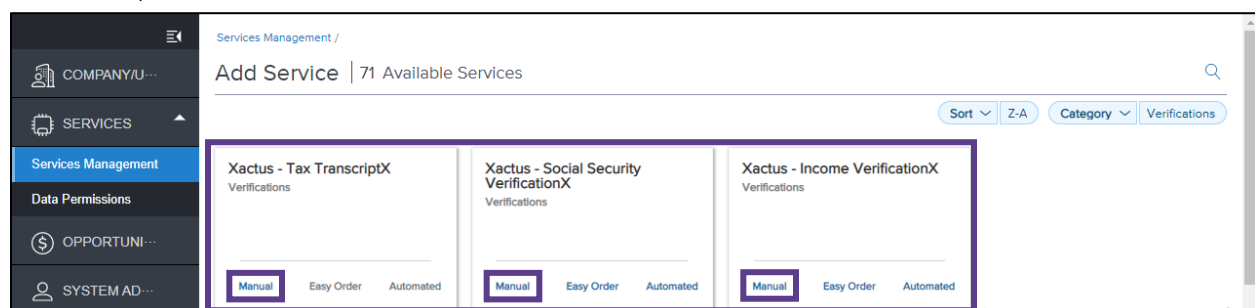 Services Management /
COMPANY/U...
Add Service | 71 Available Services
SERVICES
Sort Z-A Category Verifications
Services Management
Data Permissions
OPPORTUNI...
SYSTEM AD...
Xactus - Tax TranscriptX
Verifications
Manual Easy Order Automated
Xactus - Social Security
VerificationX
Verifications
Manual Easy Order Automated
Xactus - Income VerificationX
Verifications
Manual Easy Order Automated